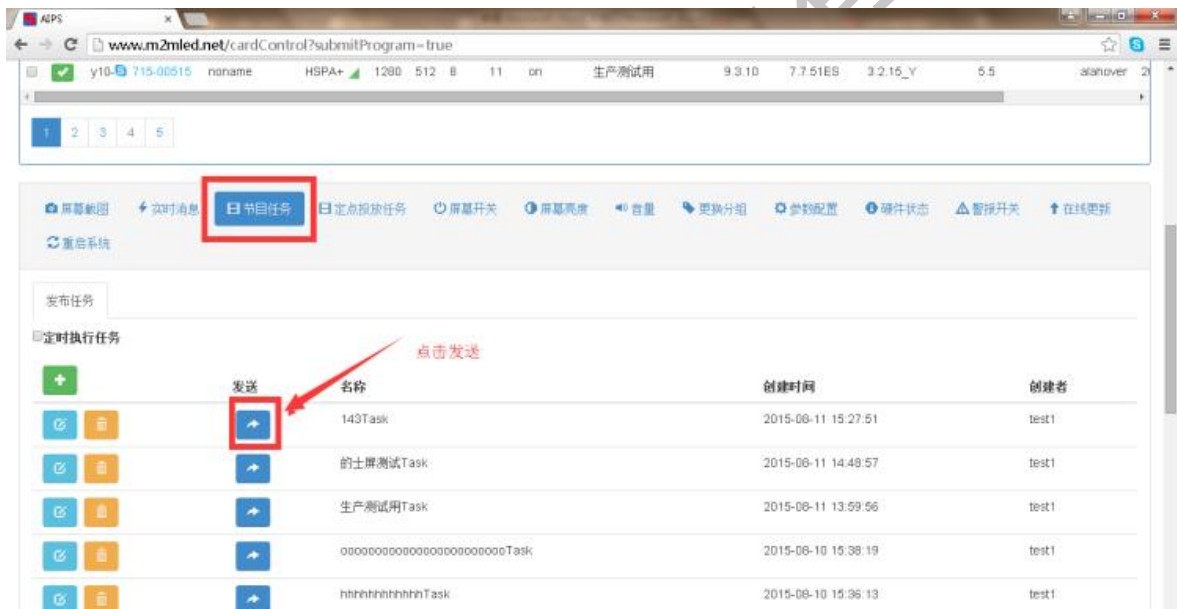 AIPS
www.m2mled.net/cardControl?submitProgram=true
y10- 715-00515 noname HSPA+ 1280 512 8 11 on 生产测试用 9.3.10 7.7.51ES 3.2.15_Y 5.5 alahover
1 2 3 4 5
屏幕截图 实时消息 节目任务 定点投放任务 屏幕开关 屏幕亮度 音量 更换分组 参数配置 硬件状态 警报开关 在线更新
重启系统
发布任务
定时执行任务
点击发送
发送 名称 创建时间 创建者
143Task 2015-08-11 15:27:51 test1
的士屏测试Task 2015-08-11 14:48:57 test1
生产测试用Task 2015-08-11 13:59:56 test1
2015-08-10 15:38:19 test1
hhhhhhhhhhhhTask 2015-08-10 15:36:13 test1